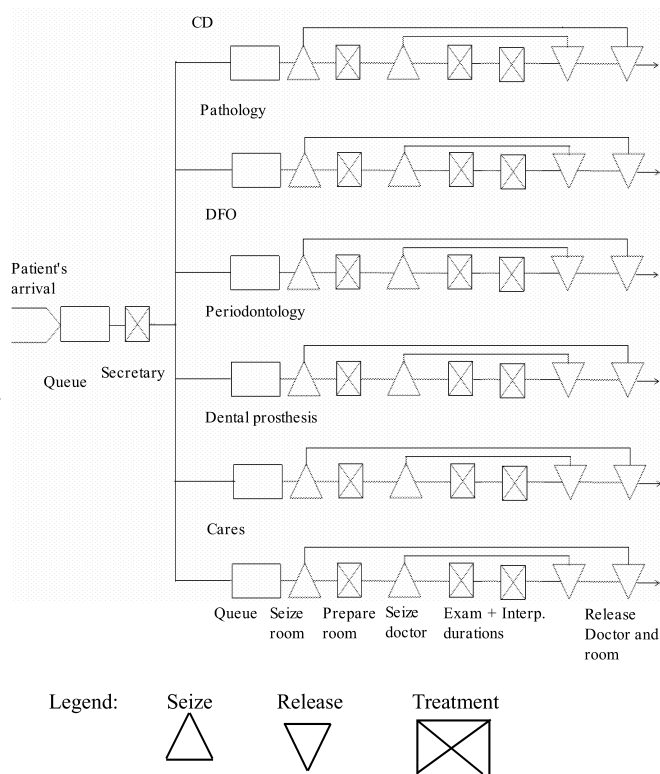 CD
Pathology
DFO
Patient's
arrival
Periodontology
Secretary
Queue
Dental prosthesis
Cares
Queue Seize Prepare Seize Exam + Interp. Release
room room doctor durations Doctor and
room
Legend: Seize Release Treatment